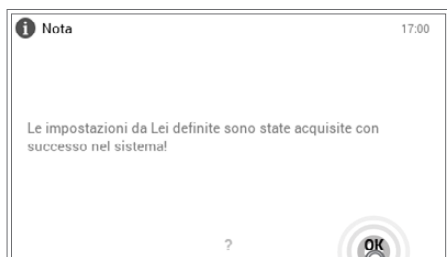 Nota
17:00
Le impostazioni da Lei definite sono state acquisite con
successo nel sistema!
?
OK